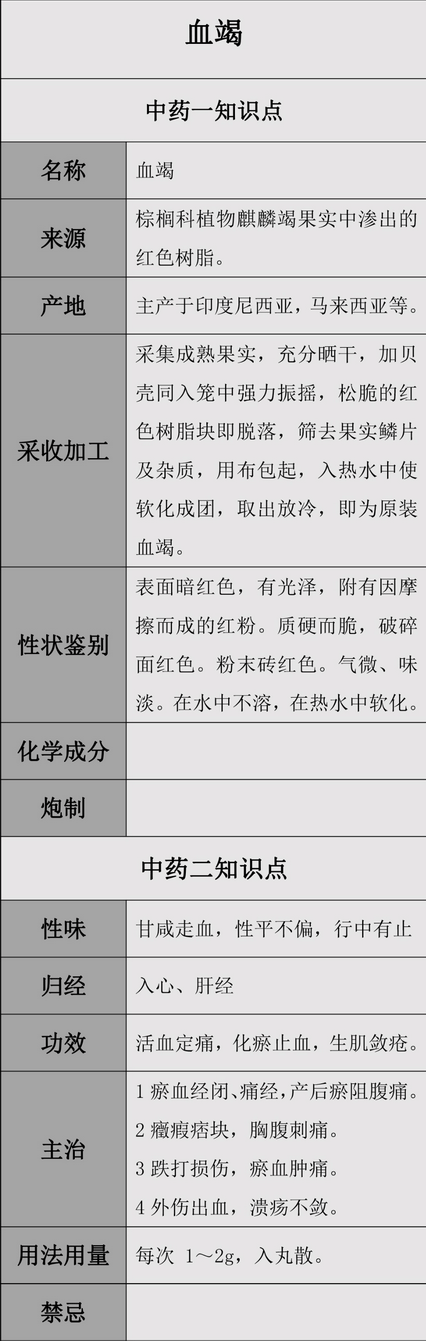 血竭
中药一知识点
名称
血竭
来源
棕榈科植物麒麟竭果实中渗出的
红色树脂。
产地
主产于印度尼西亚，马来西亚等。
采收加工
采集成熟果实，充分晒干，加贝
壳同入笼中强力振摇，松脆的红
色树脂块即脱落，筛去果实鳞片
及杂质，用布包起，入热水中使
软化成团，取出放冷，即为原装
血竭。
性状鉴别
表面暗红色，有光泽，附有因摩
擦而成的红粉。质硬而脆，破碎
面红色。粉末砖红色。气微、味
淡。在水中不溶，在热水中软化。
化学成分
炮制
中药二知识点
性味
甘咸走血，性平不偏，行中有止
归经
入心、肝经
功效
活血定痛，化瘀止血，生肌敛疮。
主治
1 瘀血经闭、痛经，产后瘀阻腹痛。
2 癥瘕痞块，胸腹刺痛。
3 跌打损伤，瘀血肿痛。
4 外伤出血，溃疡不敛。
用法用量
每次 1～2g，入丸散。
禁忌